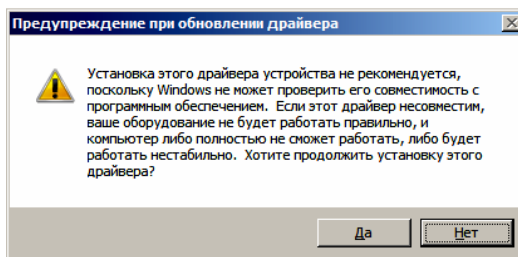 Предупреждение при обновлении драйвера
Установка этого драйвера устройства не рекомендуется,
поскольку Windows не может проверить его совместимость с
программным обеспечением. Если этот драйвер несовместим,
ваше оборудование не будет работать правильно, и
компьютер либо полностью не сможет работать, либо будет
работать нестабильно. Хотите продолжить установку этого
драйвера?
Да
Нет